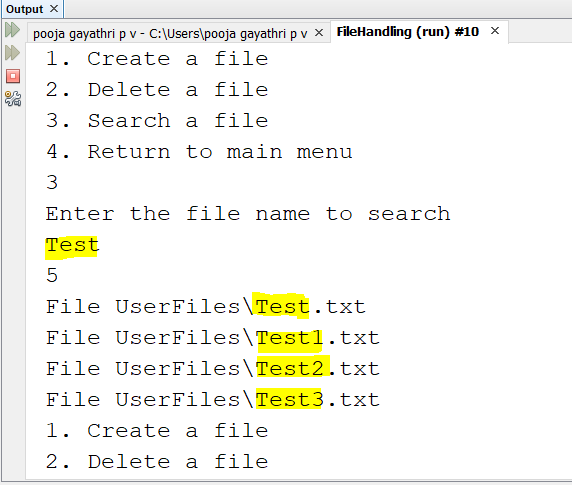 Output ×
pooja gayathri p v - C:\Users\pooja gayathri p v × FileHandling (run) #10 ×
1. Create a file
2. Delete a file
3. Search a file
4. Return to main menu
3
Enter the file name to search
Test
5
File UserFiles\Test.txt
File UserFiles\Test1.txt
File UserFiles\Test2.txt
File UserFiles\Test3.txt
1. Create a file
2. Delete a file